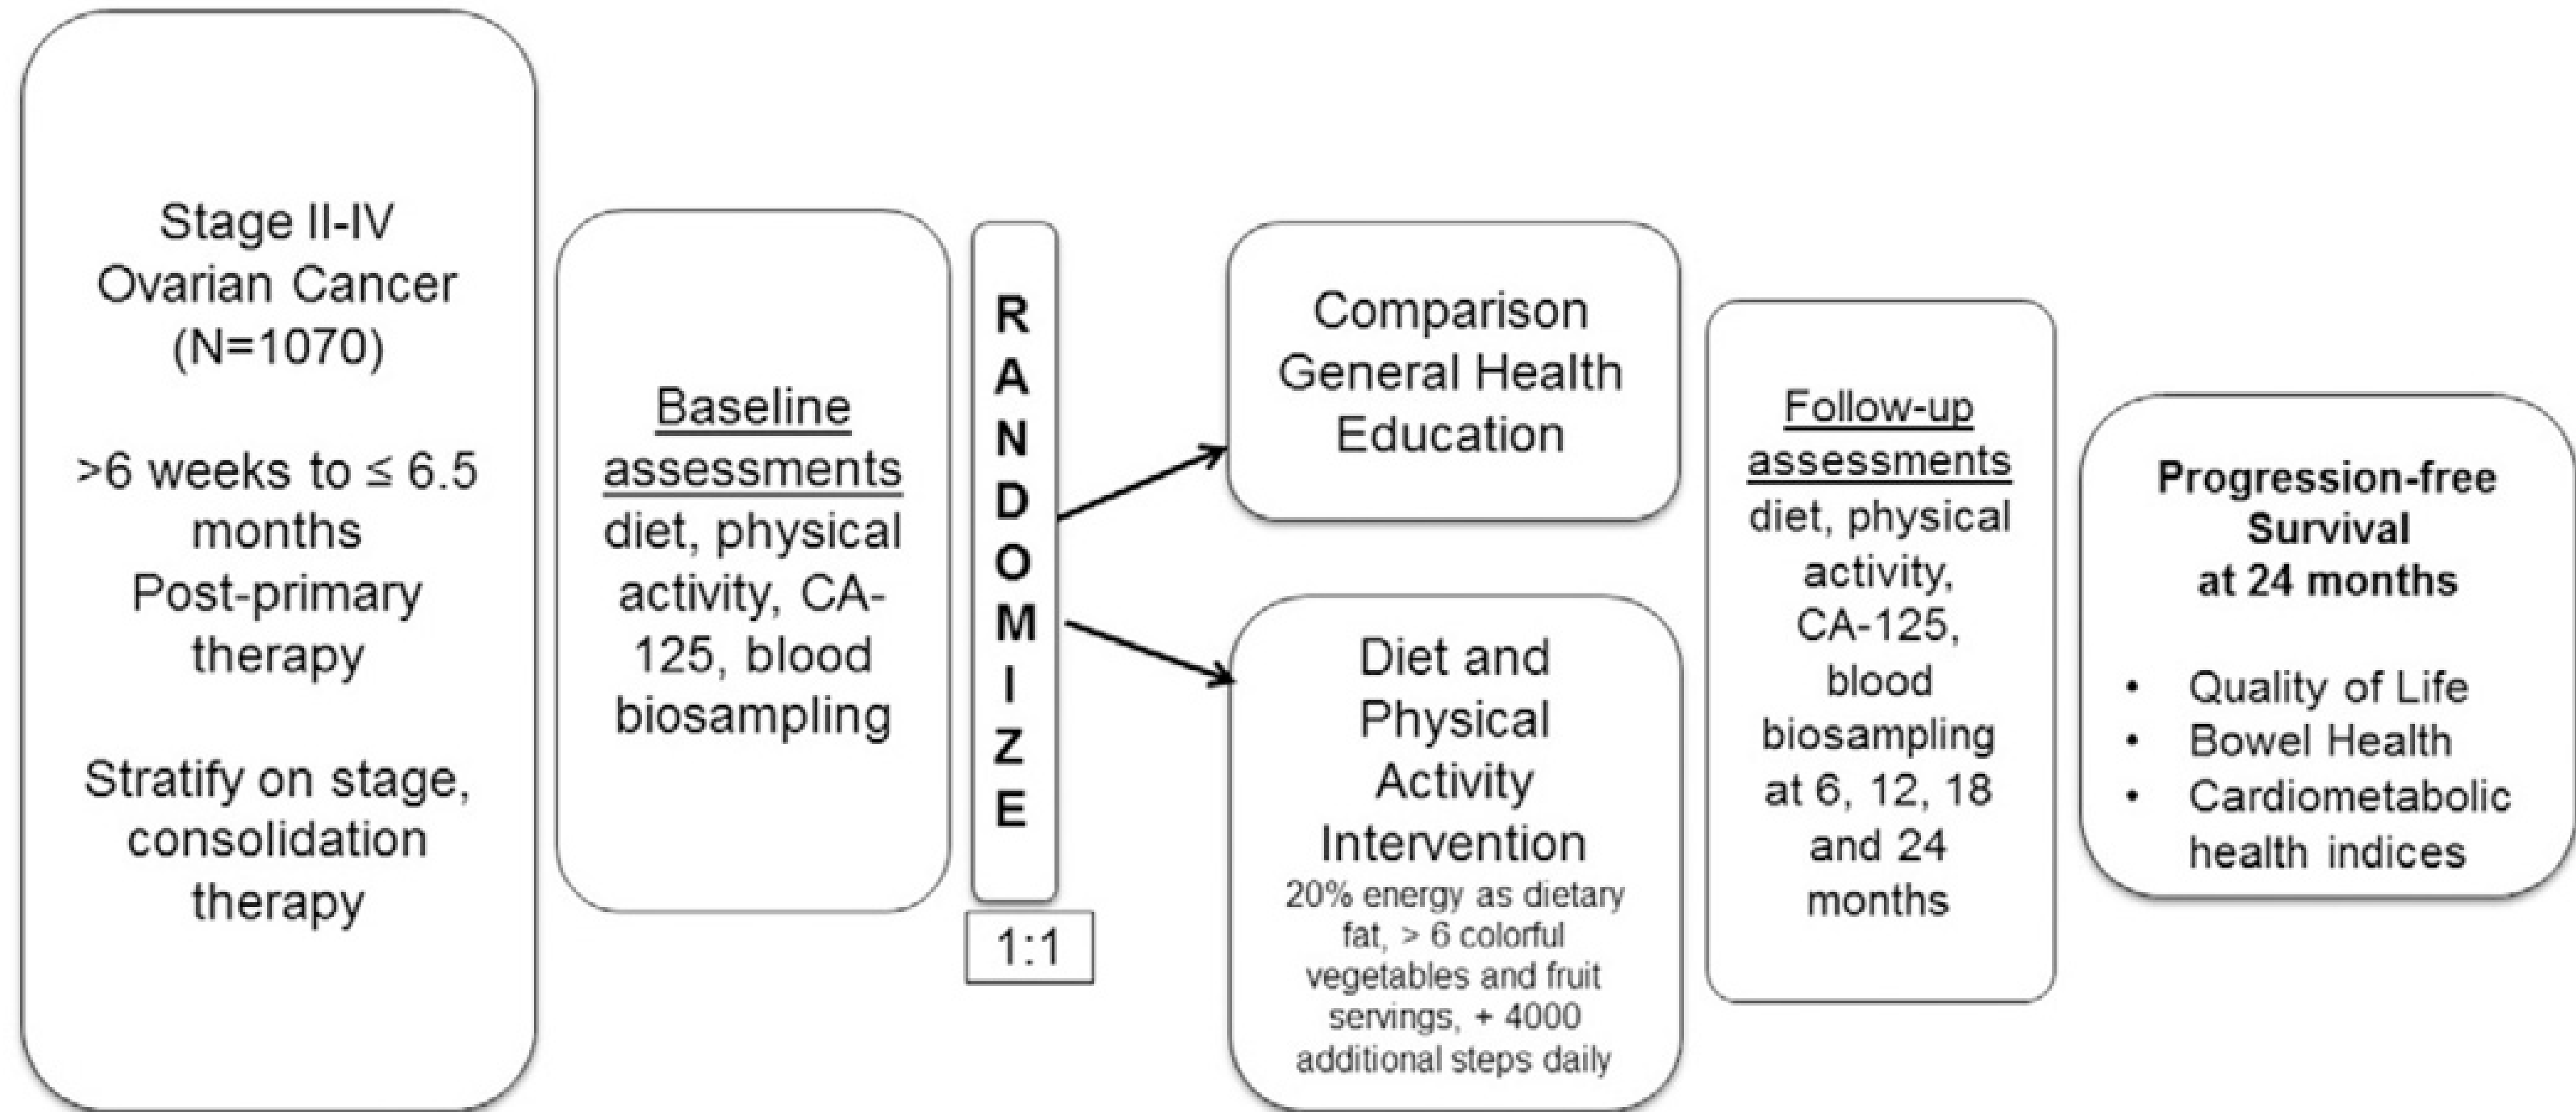 Stage II-IV
Ovarian Cancer
(N=1070)
>6 weeks to ≤ 6.5
months
Post-primary
therapy
Stratify on stage,
consolidation
therapy
Baseline
assessments
diet, physical
activity, CA-
125, blood
biosampling
R
A
N
D
O
M
I
Z
E
1:1
Comparison
General Health
Education
Diet and
Physical
Activity
Intervention
20% energy as dietary
fat, > 6 colorful
vegetables and fruit
servings, + 4000
additional steps daily
Follow-up
assessments
diet, physical
activity,
CA-125,
blood
biosampling
at 6, 12, 18
and 24
months
Progression-free
Survival
at 24 months
• Quality of Life
• Bowel Health
• Cardiometabolic
health indices